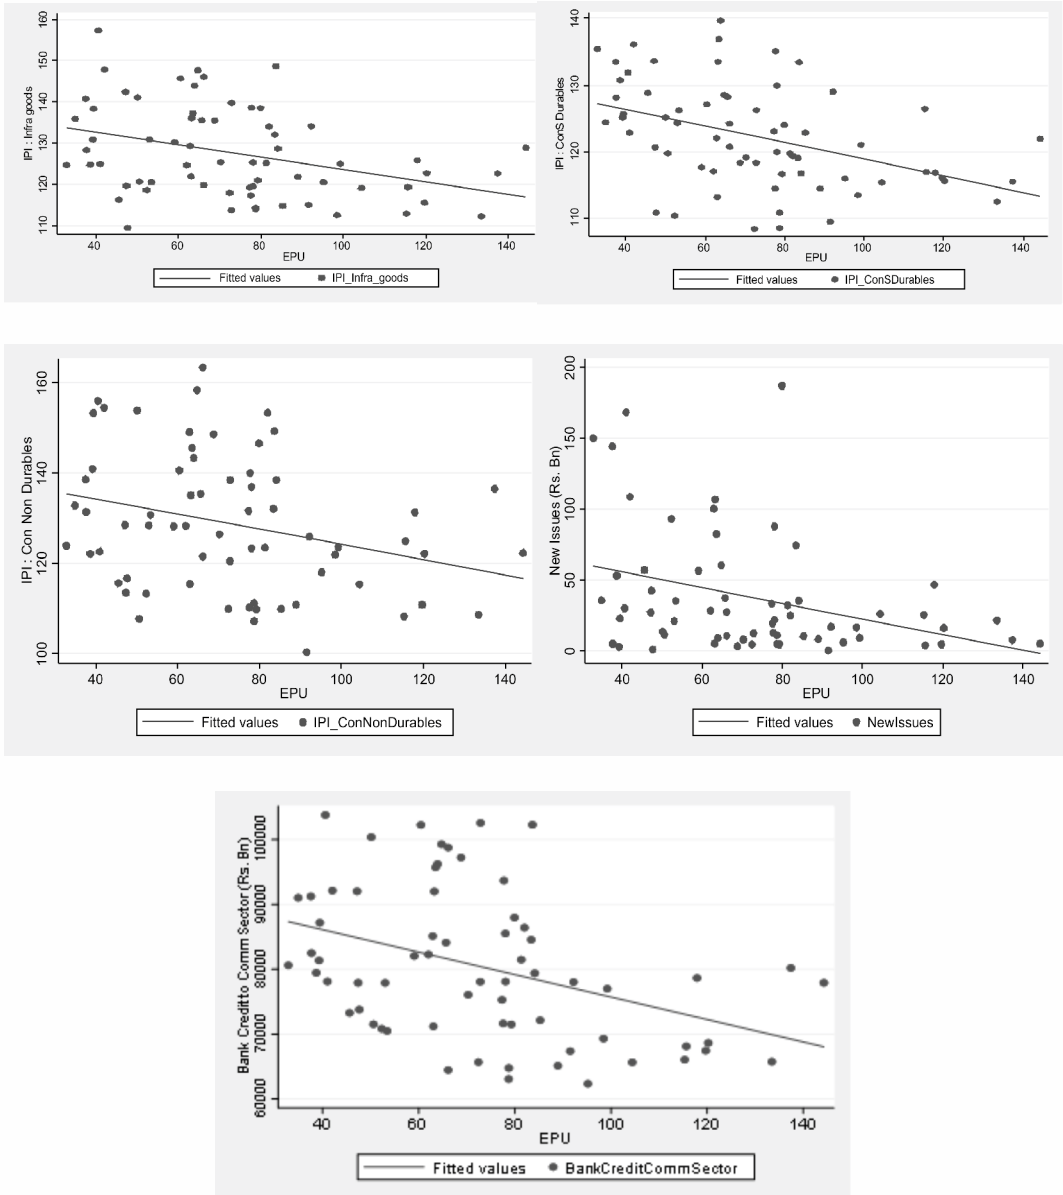 IPI : Infra goods
160
150
140
130
120
110
40 60 80 100 120 140
EPU
Fitted values IPI_Infra_goods
IPI : ConS Durables
140
130
120
110
40 60 80 100 120 140
EPU
Fitted values IPI_ConSDurables
IPI : Con Non Durables
160
140
120
100
40 60 80 100 120 140
EPU
Fitted values IPI_ConNonDurables
New Issues (Rs. Bn)
200
150
100
50
0
40 60 80 100 120 140
EPU
Fitted values NewIssues
Bank Creditto Comm Sector (Rs. Bn)
100000
90000
80000
70000
60000
40 60 80 100 120 140
EPU
Fitted values BankCreditCommSector